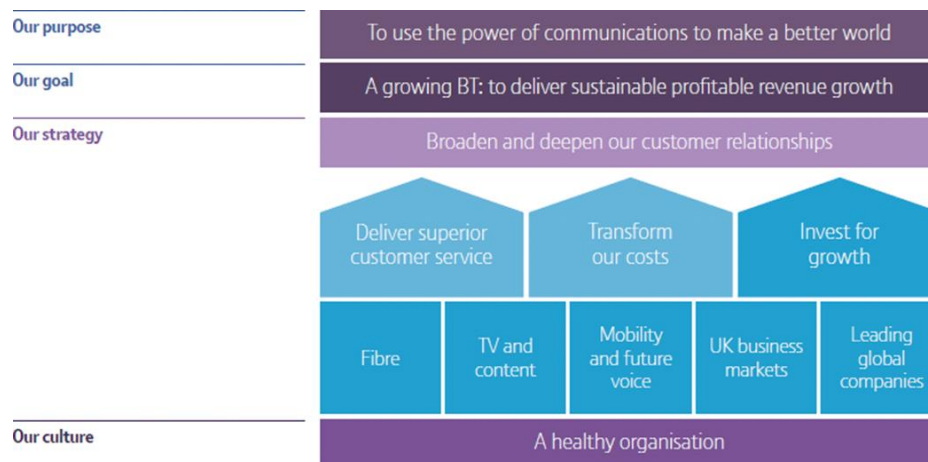 Our purpose
To use the power of communications to make a better world
Our goal
A growing BT: to deliver sustainable profitable revenue growth
Our strategy
Broaden and deepen our customer relationships
Deliver superior
customer service
Transform
our costs
Invest for
growth
Fibre
TV and
content
Mobility
and future
voice
UK business
markets
Leading
global
companies
Our culture
A healthy organisation